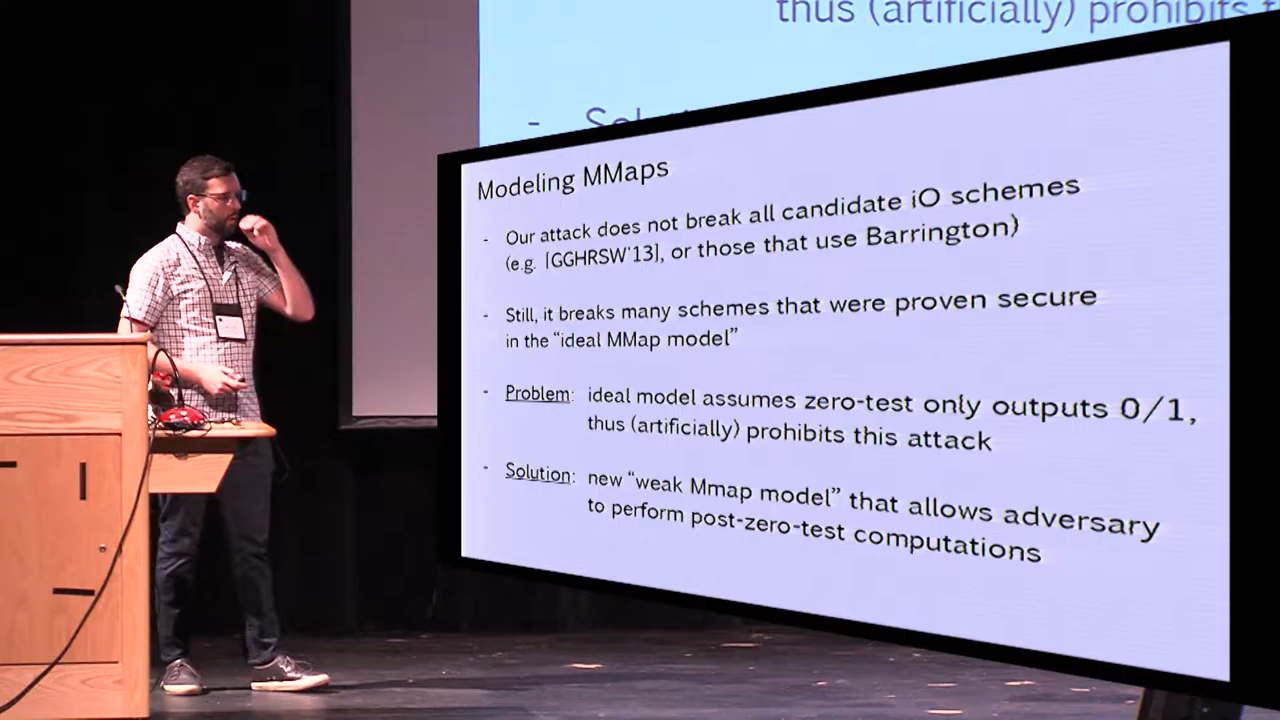 thus (artificially) prohibits t
- Sol
Modeling MMaps
- Our attack does not break all candidate iO schemes
(e.g. [GGHRSW'13], or those that use Barrington)
- Still, it breaks many schemes that were proven secure
in the “ideal MMap model”
- Problem: ideal model assumes zero-test only outputs 0/1,
thus (artificially) prohibits this attack
- Solution: new “weak Mmap model” that allows adversary
to perform post-zero-test computations